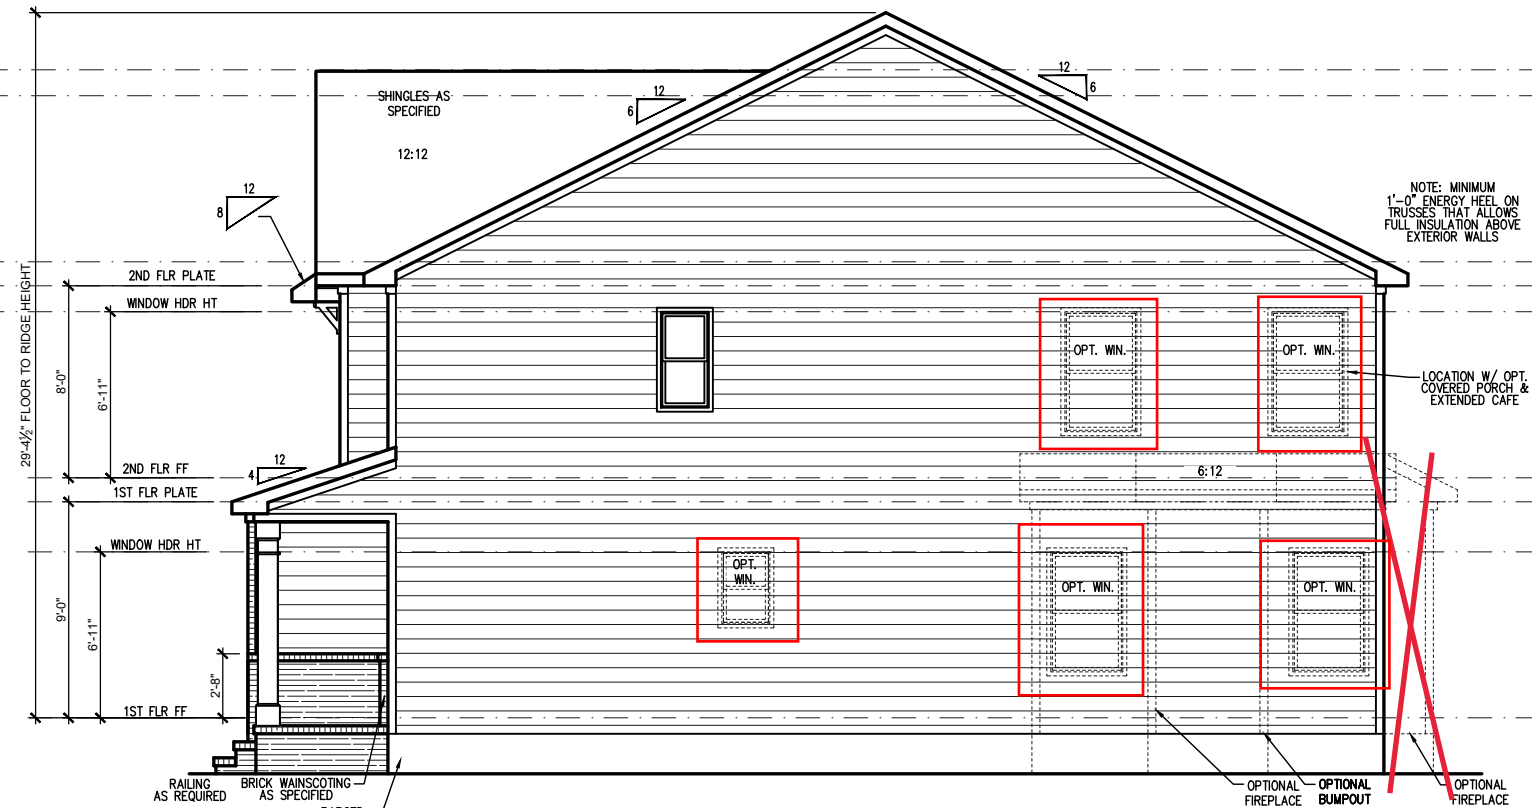 12
6
12
6
SHINGLES AS
SPECIFIED
12:12
12
8
NOTE: MINIMUM
1'-0" ENERGY HEEL ON
TRUSSES THAT ALLOWS
FULL INSULATION ABOVE
EXTERIOR WALLS
29'-4½" FLOOR TO RIDGE HEIGHT
2ND FLR PLATE
WINDOW HDR HT
8'-0"
6'-11"
OPT. WIN.
OPT. WIN.
LOCATION W/ OPT.
COVERED PORCH &
EXTENDED CAFE
12
4
2ND FLR FF
1ST FLR PLATE
6:12
WINDOW HDR HT
9'-0"
6'-11"
2'-8"
OPT.
WIN.
OPT. WIN.
OPT. WIN.
1ST FLR FF
RAILING
AS REQUIRED
BRICK WAINSCOTING
AS SPECIFIED
OPTIONAL
FIREPLACE
OPTIONAL
BUMPOUT
OPTIONAL
FIREPLACE